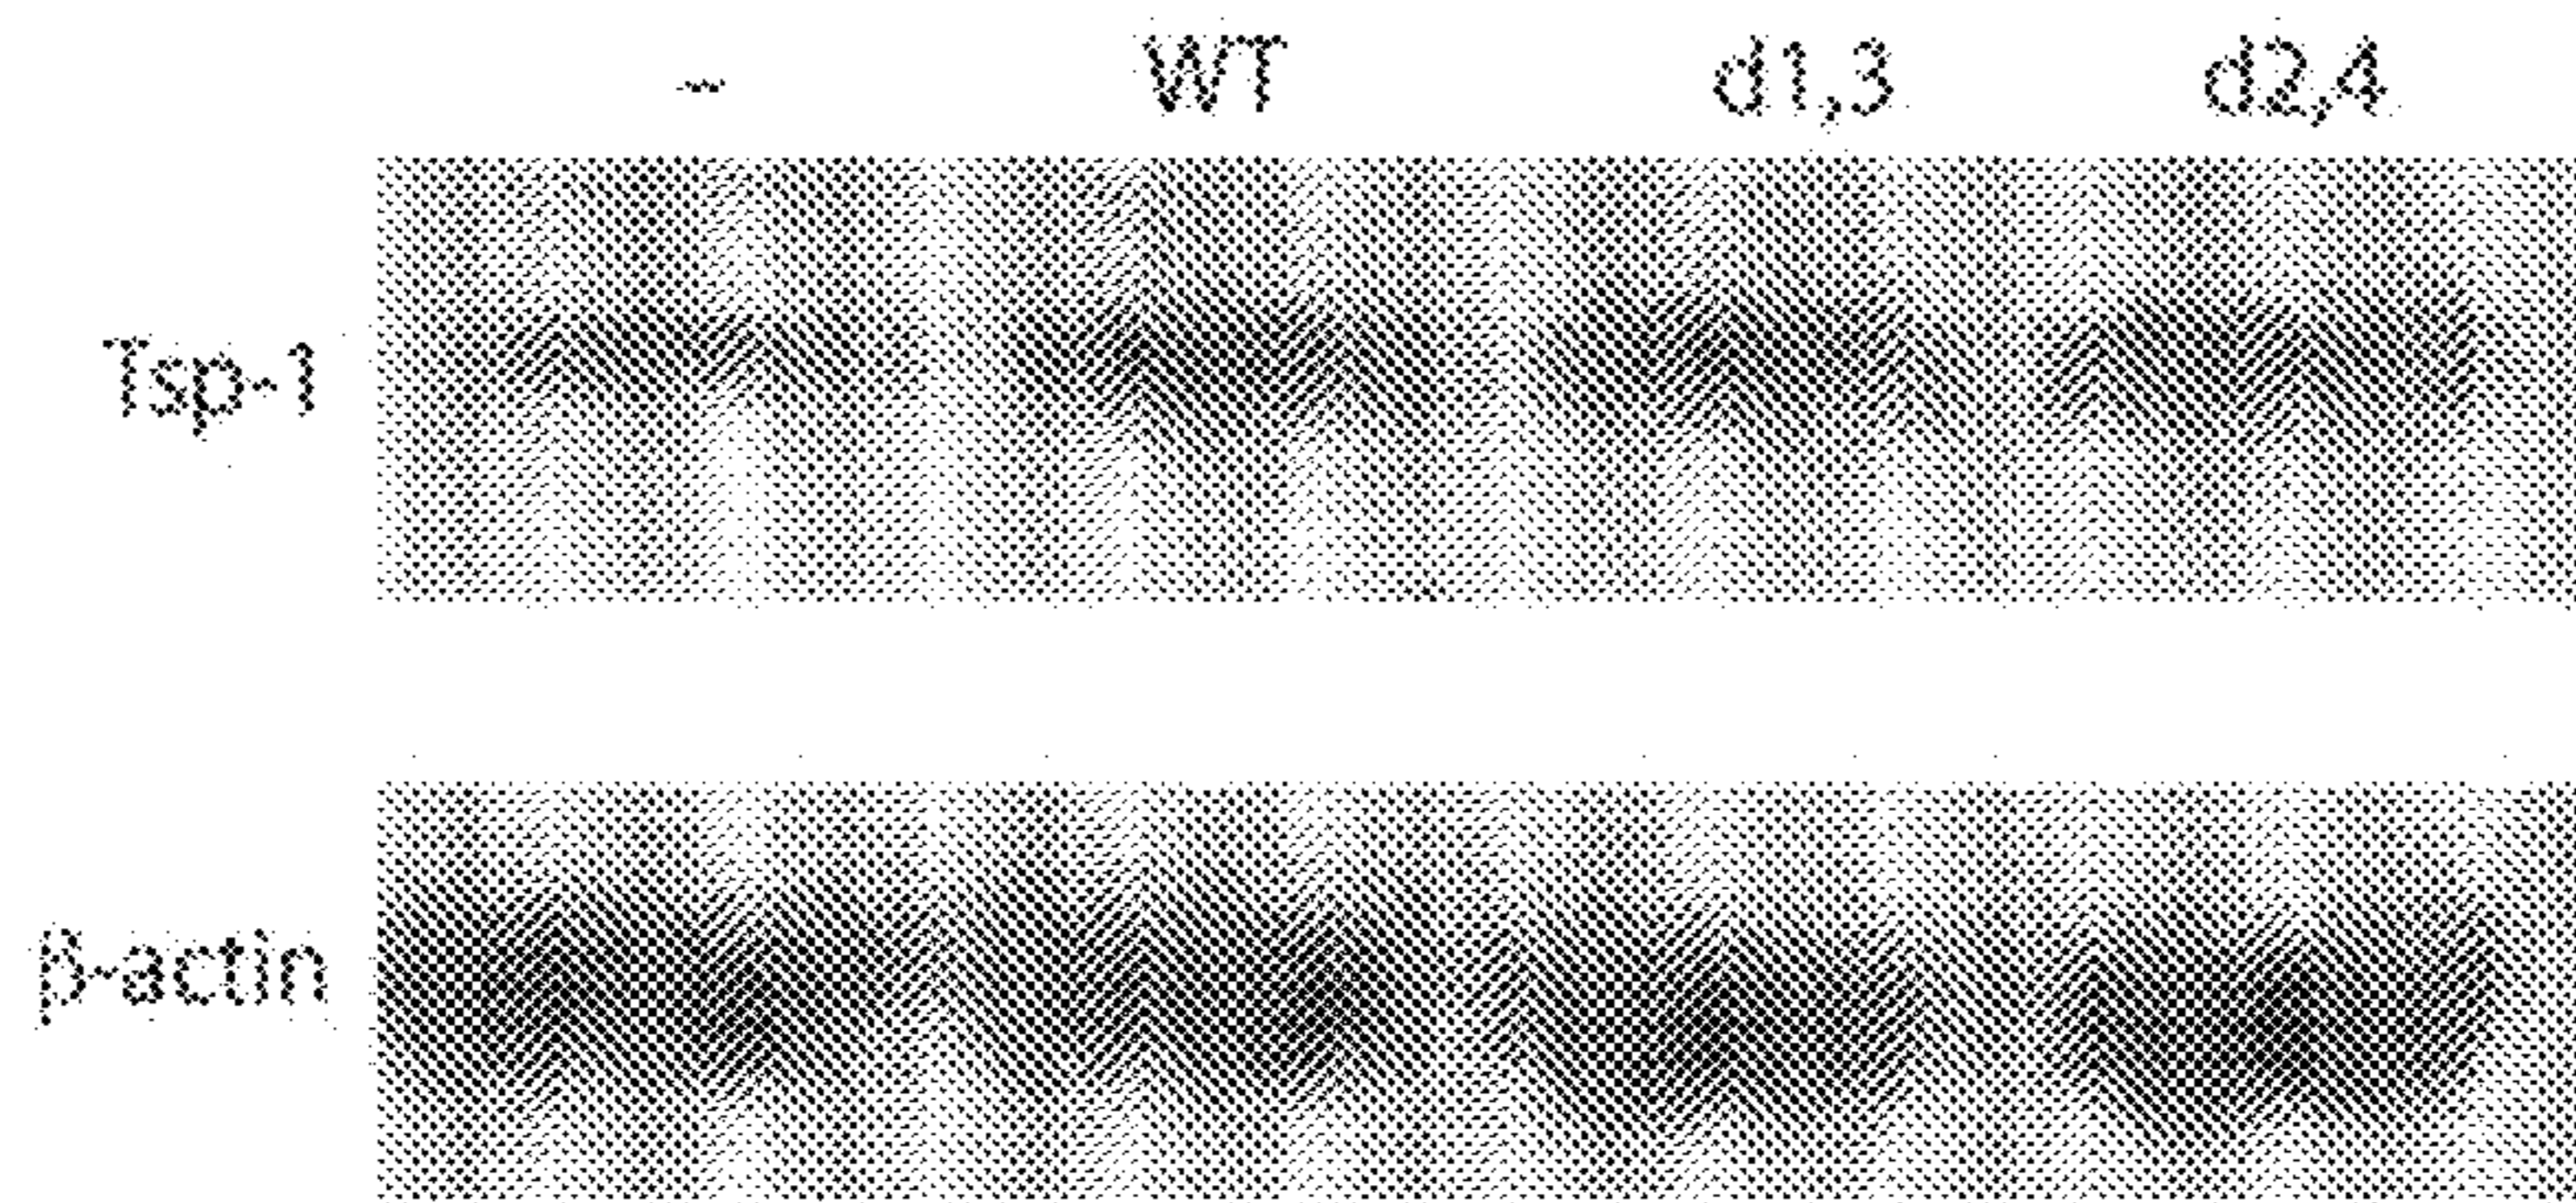 - WT d1,3 d2,4
Tsp-1
β-actin